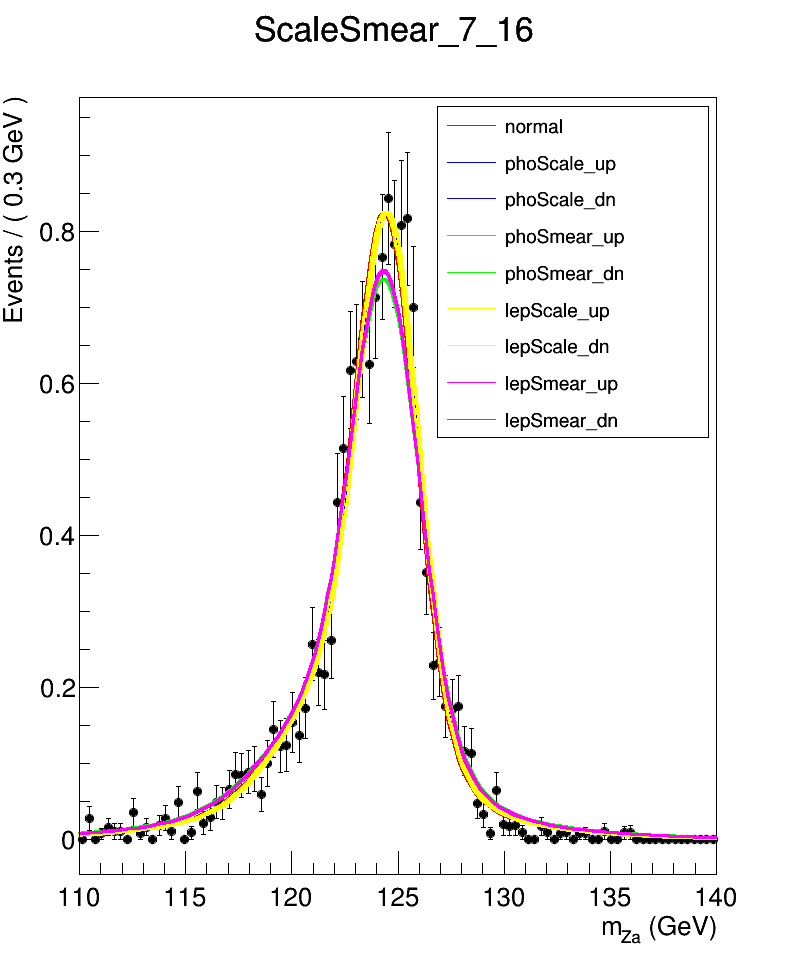 ScaleSmear_7_16
Events / ( 0.3 GeV )
0.8
0.6
0.4
0.2
0
normal
phoScale_up
phoScale_dn
phoSmear_up
phoSmear_dn
lepScale_up
lepScale_dn
lepSmear_up
lepSmear_dn
110 115 120 125 130 135 140
m_Za (GeV)